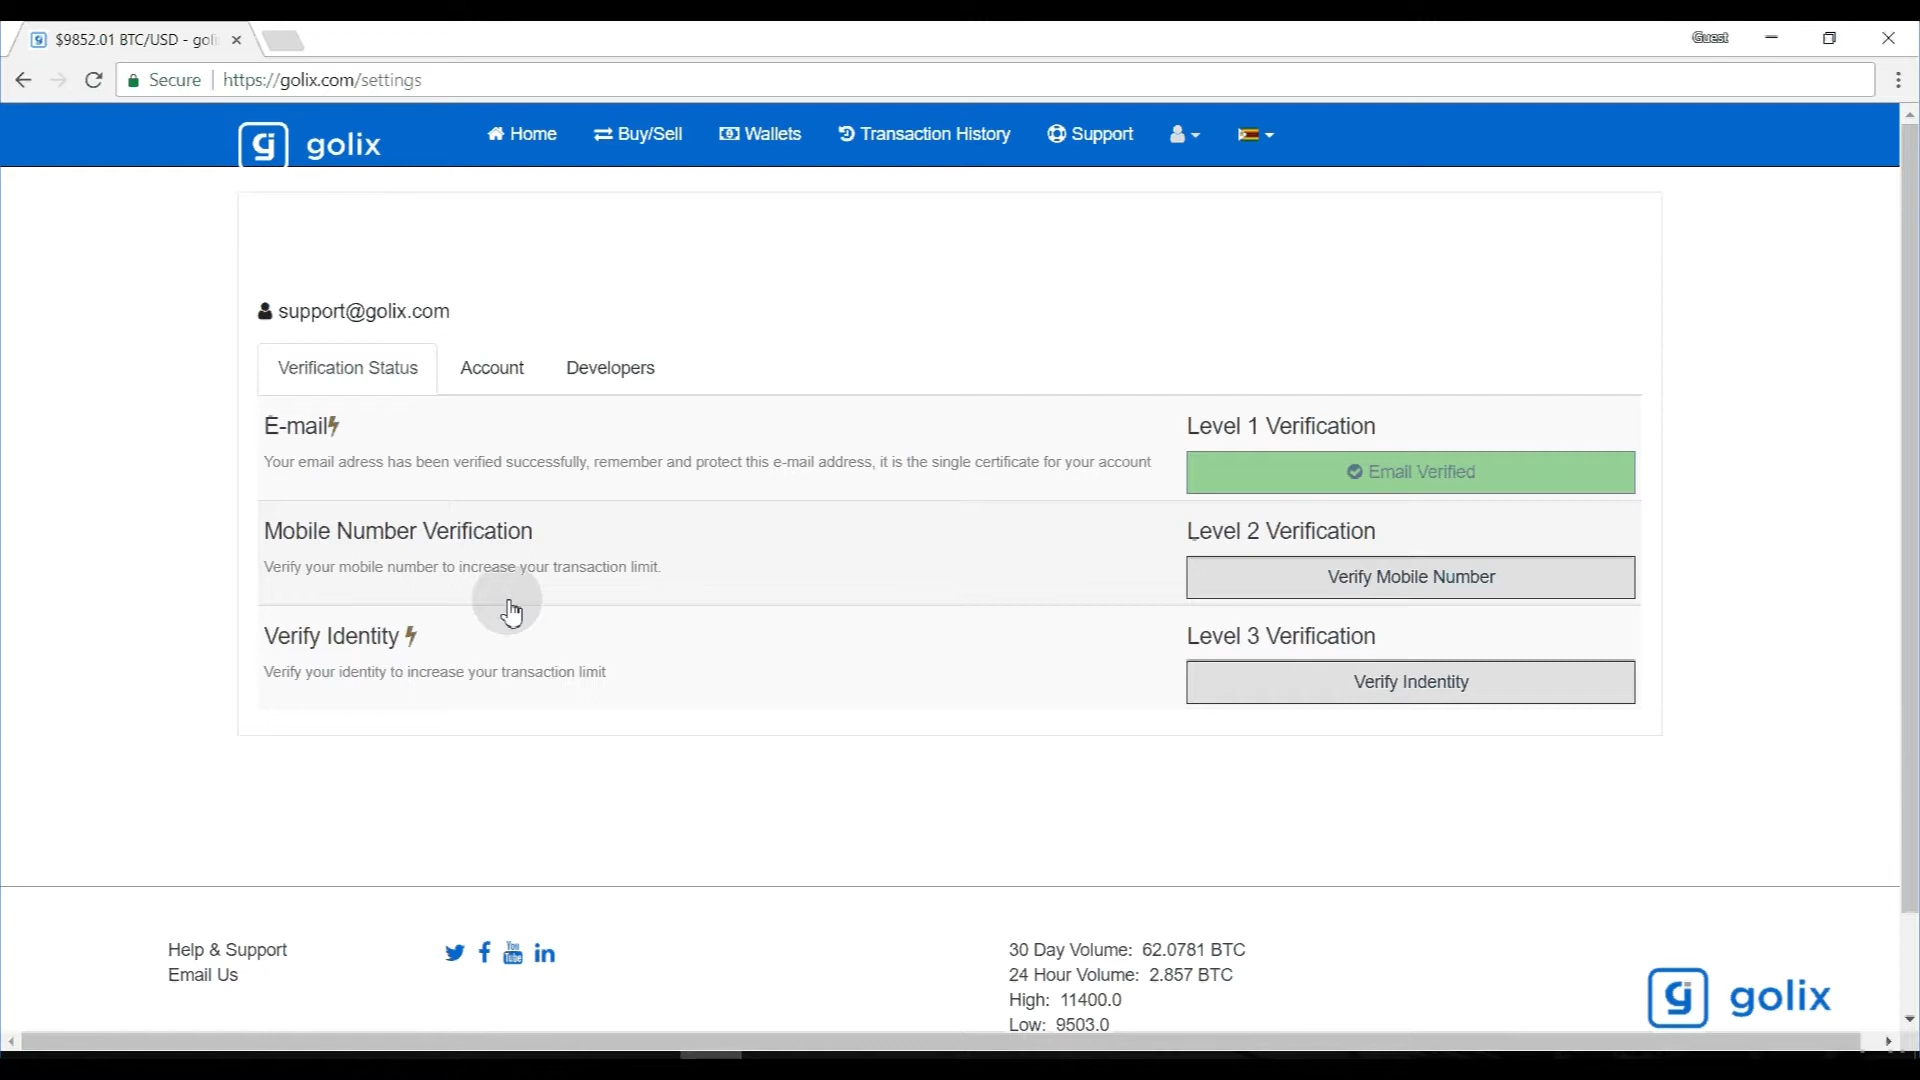 $9852.01 BTC/USD - goli
Guest
Secure
https://golix.com/settings
golix
Home
Buy/Sell
Wallets
Transaction History
Support
support@golix.com
Verification Status
Account
Developers
E-mail
Level 1 Verification
Your email adress has been verified successfully, remember and protect this e-mail address, it is the single certificate for your account
Email Verified
Mobile Number Verification
Level 2 Verification
Verify your mobile number to increase your transaction limit.
Verify Mobile Number
Verify Identity
Level 3 Verification
Verify your identity to increase your transaction limit
Verify Indentity
Help & Support
Email Us
You
Tube
in
30 Day Volume: 62.0781 BTC
24 Hour Volume: 2.857 BTC
High: 11400.0
Low: 9503.0
golix